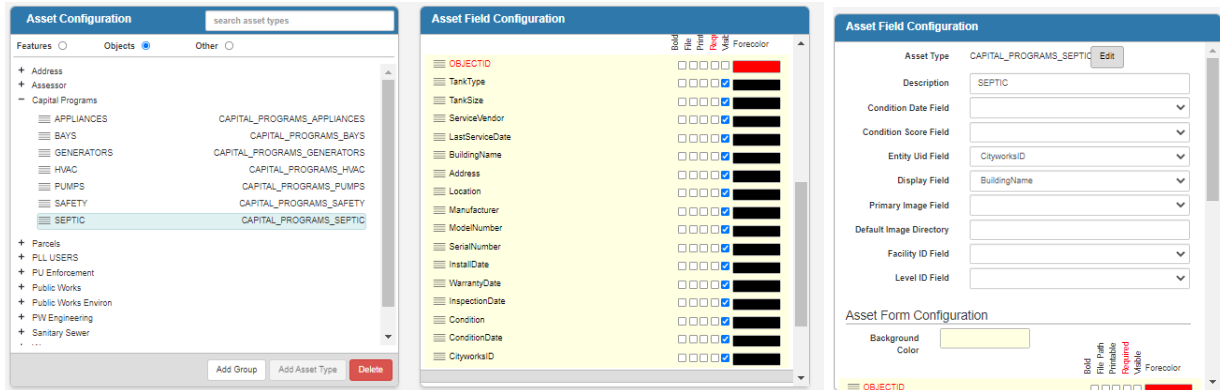 Asset Configuration
search asset types
Features Objects Other
+ Address
+ Assessor
− Capital Programs
APPLIANCES CAPITAL_PROGRAMS_APPLIANCES
BAYS CAPITAL_PROGRAMS_BAYS
GENERATORS CAPITAL_PROGRAMS_GENERATORS
HVAC CAPITAL_PROGRAMS_HVAC
PUMPS CAPITAL_PROGRAMS_PUMPS
SAFETY CAPITAL_PROGRAMS_SAFETY
SEPTIC CAPITAL_PROGRAMS_SEPTIC
+ Parcels
+ PLL USERS
+ PU Enforcement
+ Public Works
+ Public Works Environ
+ PW Engineering
+ Sanitary Sewer
Add Group Add Asset Type Delete
Asset Field Configuration
Bold File Print Requ Visib Forecolor
OBJECTID
TankType
TankSize
ServiceVendor
LastServiceDate
BuildingName
Address
Location
Manufacturer
ModelNumber
SerialNumber
InstallDate
WarrantyDate
InspectionDate
Condition
ConditionDate
CityworksID
Asset Field Configuration
Asset Type CAPITAL_PROGRAMS_SEPTIC Edit
Description SEPTIC
Condition Date Field
Condition Score Field
Entity Uid Field CityworksID
Display Field BuildingName
Primary Image Field
Default Image Directory
Facility ID Field
Level ID Field
Asset Form Configuration
Background
Color
Bold File Path Printable Required Visible Forecolor
OBJECTID